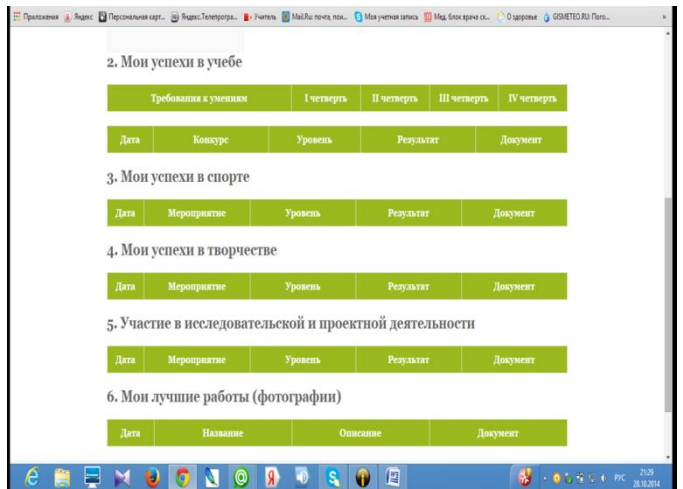 Приложения Яндекс Персональная карт... Яндекс.Телепрогра... Учитель Mail.Ru: почта, пои... Моя учетная запись Мед. блок врача ск... О здоровье GISMETEO.RU: Пого... »
2. Мои успехи в учебе
Требования к умениям I четверть II четверть III четверть IV четверть
Дата Конкурс Уровень Результат Документ
3. Мои успехи в спорте
Дата Мероприятие Уровень Результат Документ
4. Мои успехи в творчестве
Дата Мероприятие Уровень Результат Документ
5. Участие в исследовательской и проектной деятельности
Дата Мероприятие Уровень Результат Документ
6. Мои лучшие работы (фотографии)
Дата Название Описание Документ
РУС 21:29
28.10.2014